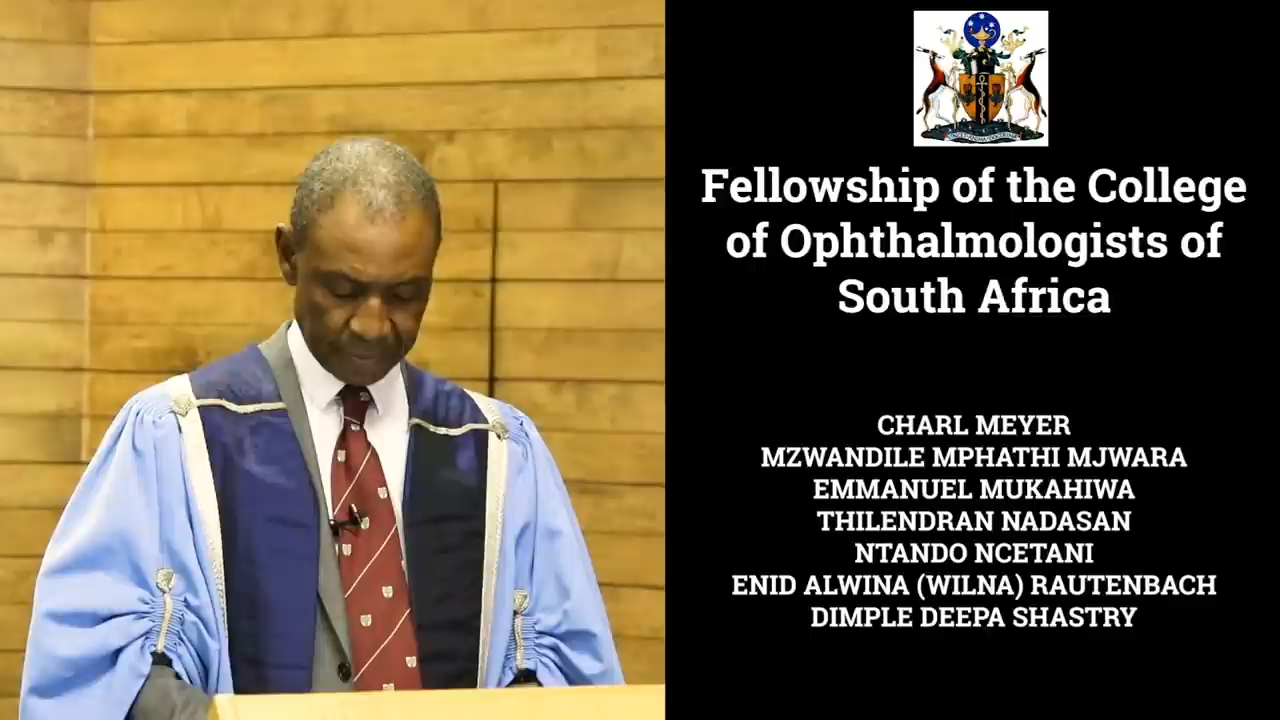 Fellowship of the College
of Ophthalmologists of
South Africa
CHARL MEYER
MZWANDILE MPHATHI MJWARA
EMMANUEL MUKAHIWA
THILENDRAN NADASAN
NTANDO NCETANI
ENID ALWINA (WILNA) RAUTENBACH
DIMPLE DEEPA SHASTRY